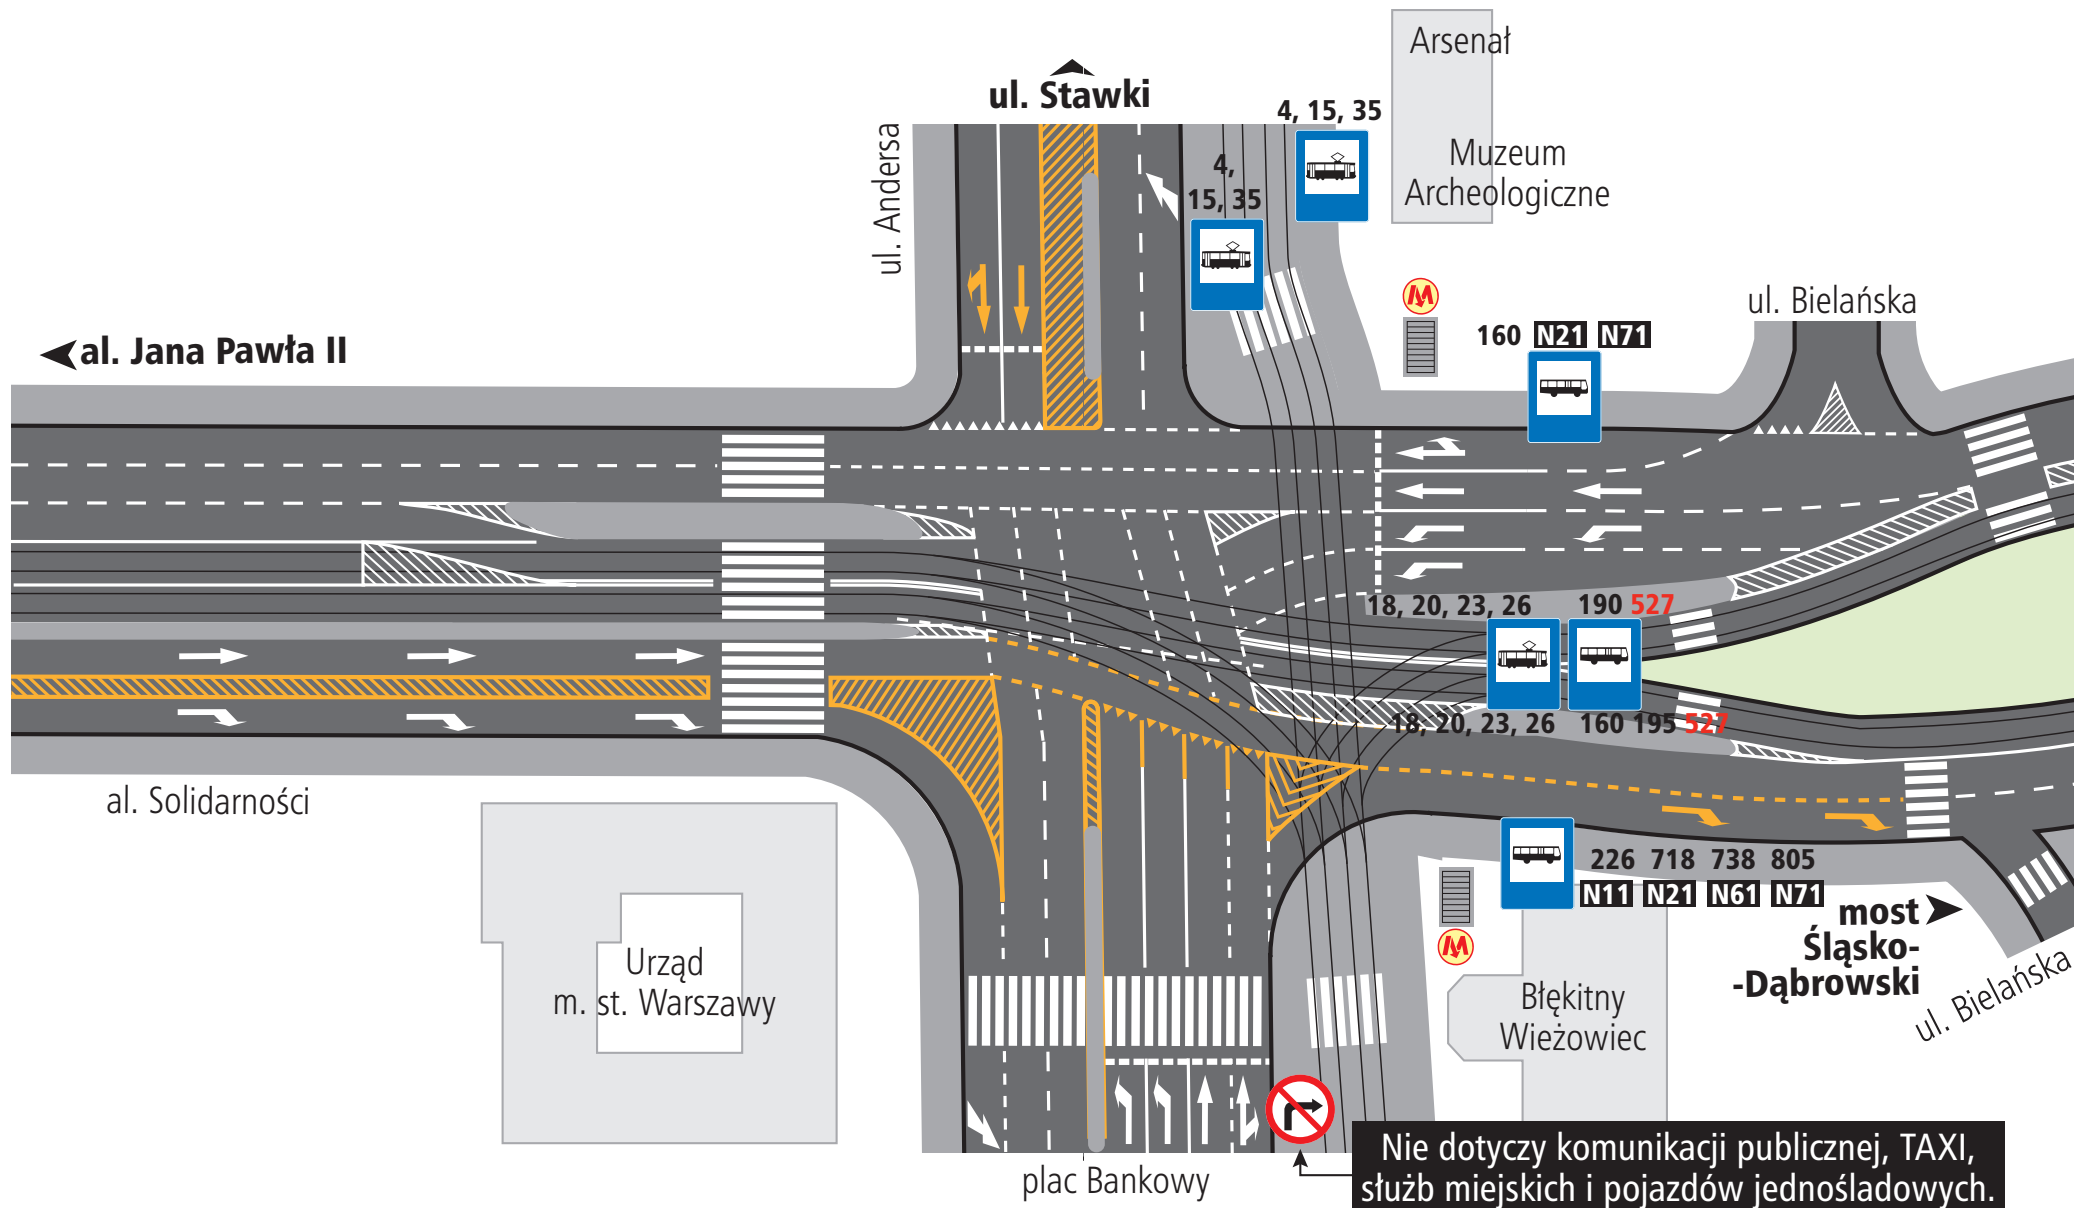 Arsenał
ul. Stawki
4, 15, 35
ul. Andersa
4,
15, 35
Muzeum
Archeologiczne
ul. Bielańska
160 N21 N71
al. Jana Pawła II
18, 20, 23, 26
190 527
18, 20, 23, 26
160 195 527
al. Solidarności
226 718 738 805
N11 N21 N61 N71
most
Śląsko-
-Dąbrowski
ul. Bielańska
Urząd
m. st. Warszawy
Błękitny
Wieżowiec
plac Bankowy
Nie dotyczy komunikacji publicznej, TAXI,
służb miejskich i pojazdów jednośladowych.